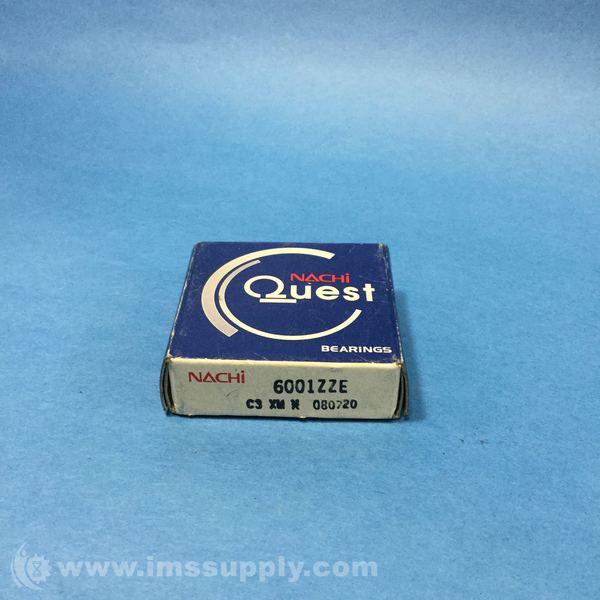 NACHi
Quest
BEARINGS
NACHi 6001ZZE
C3 XM 080720
www.imssupply.com